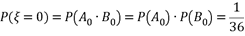 P(ξ = 0) = P(A₀ · B₀) = P(A₀) · P(B₀) = 1/36